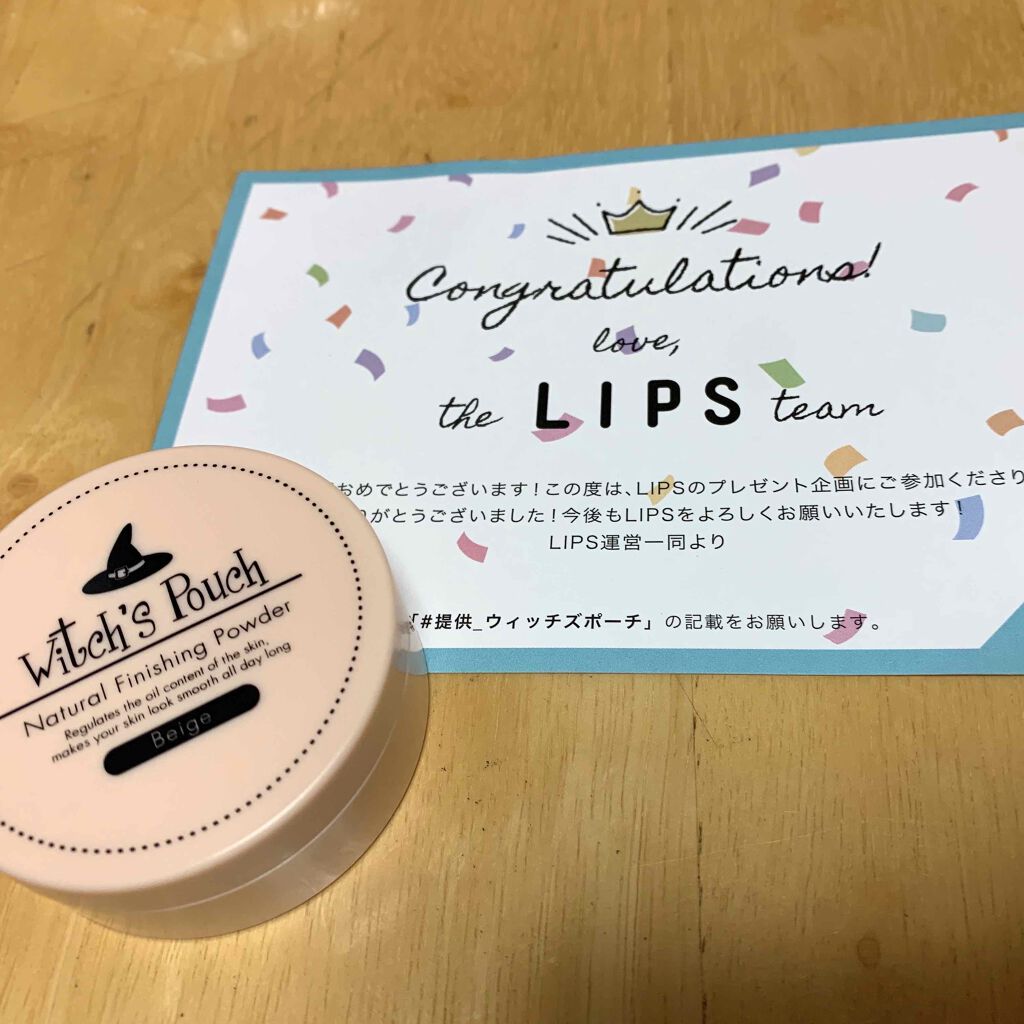 Congratulations!
love,
the LIPS team
おめでとうございます!この度は、LIPSのプレゼント企画にご参加くださり
がとうございました!今後もLIPSをよろしくお願いいたします!
LIPS運営一同より
「#提供_ウィッチズポーチ」の記載をお願いします。
Witch's Pouch
Natural Finishing Powder
Regulates the oil content of the skin,
makes your skin look smooth all day long
Beige